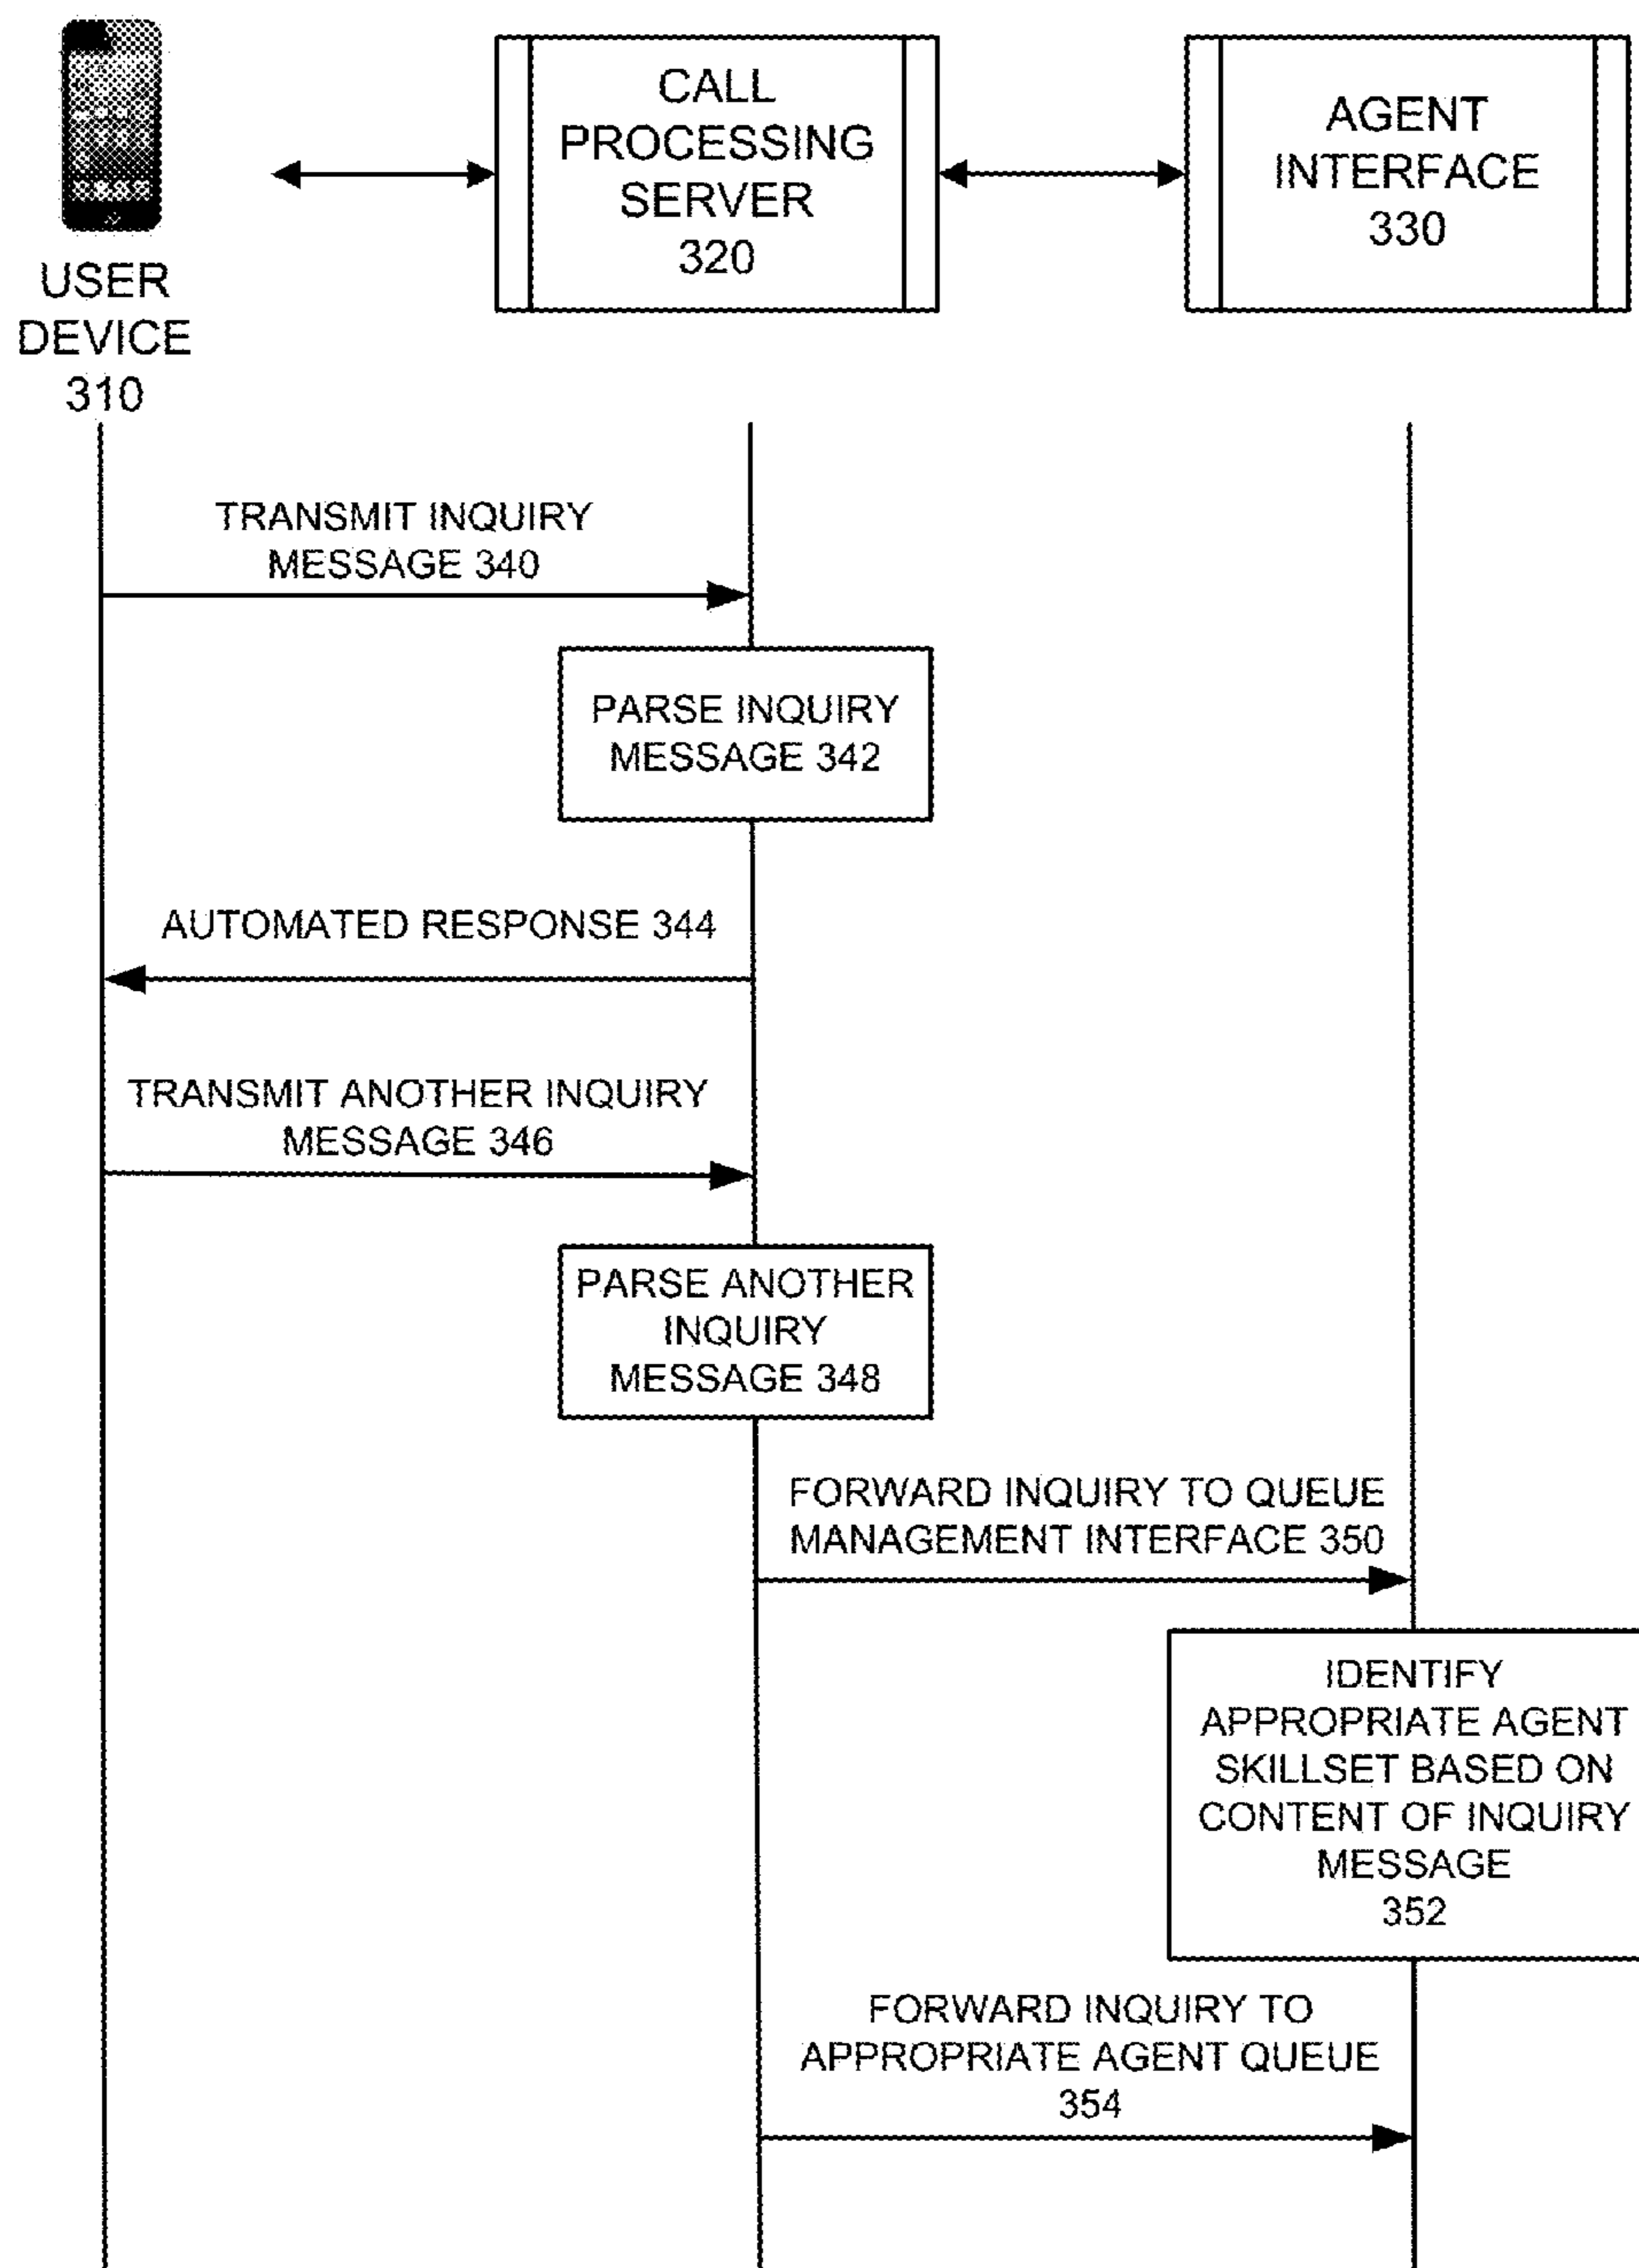 USER
DEVICE
310
CALL
PROCESSING
SERVER
320
AGENT
INTERFACE
330
TRANSMIT INQUIRY
MESSAGE 340
PARSE INQUIRY
MESSAGE 342
AUTOMATED RESPONSE 344
TRANSMIT ANOTHER INQUIRY
MESSAGE 346
PARSE ANOTHER
INQUIRY
MESSAGE 348
FORWARD INQUIRY TO QUEUE
MANAGEMENT INTERFACE 350
IDENTIFY
APPROPRIATE AGENT
SKILLSET BASED ON
CONTENT OF INQUIRY
MESSAGE
352
FORWARD INQUIRY TO
APPROPRIATE AGENT QUEUE
354